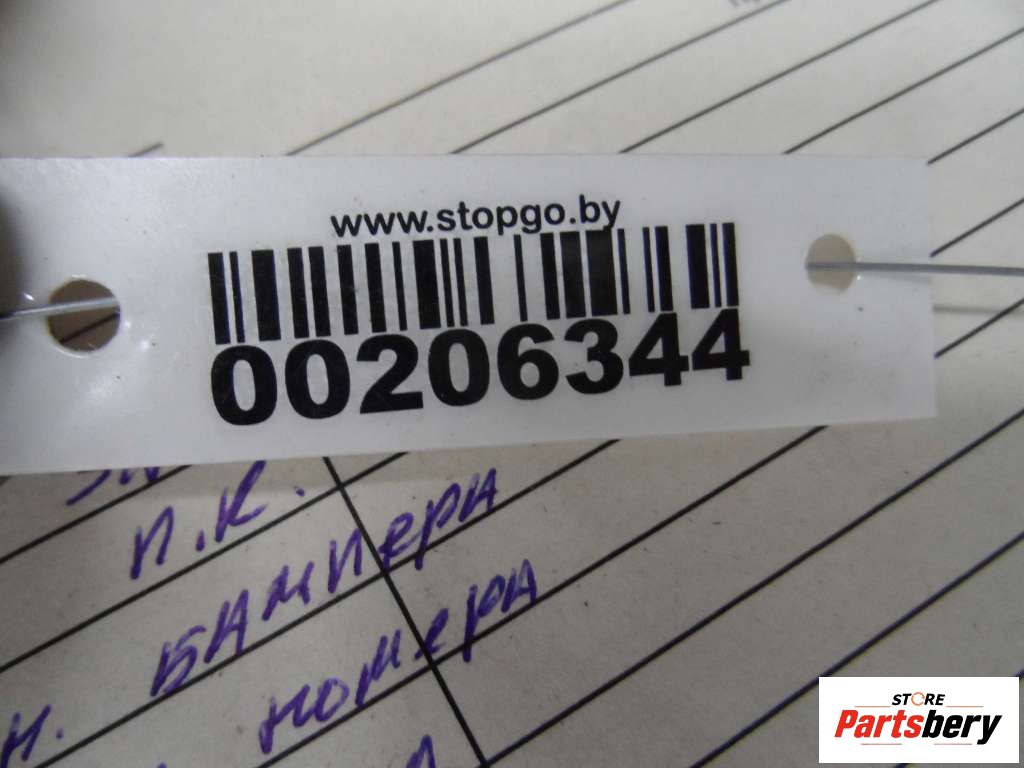 www.stopgo.by
00206344
п.к.
н. бампера
номера
STORE
Partsbery